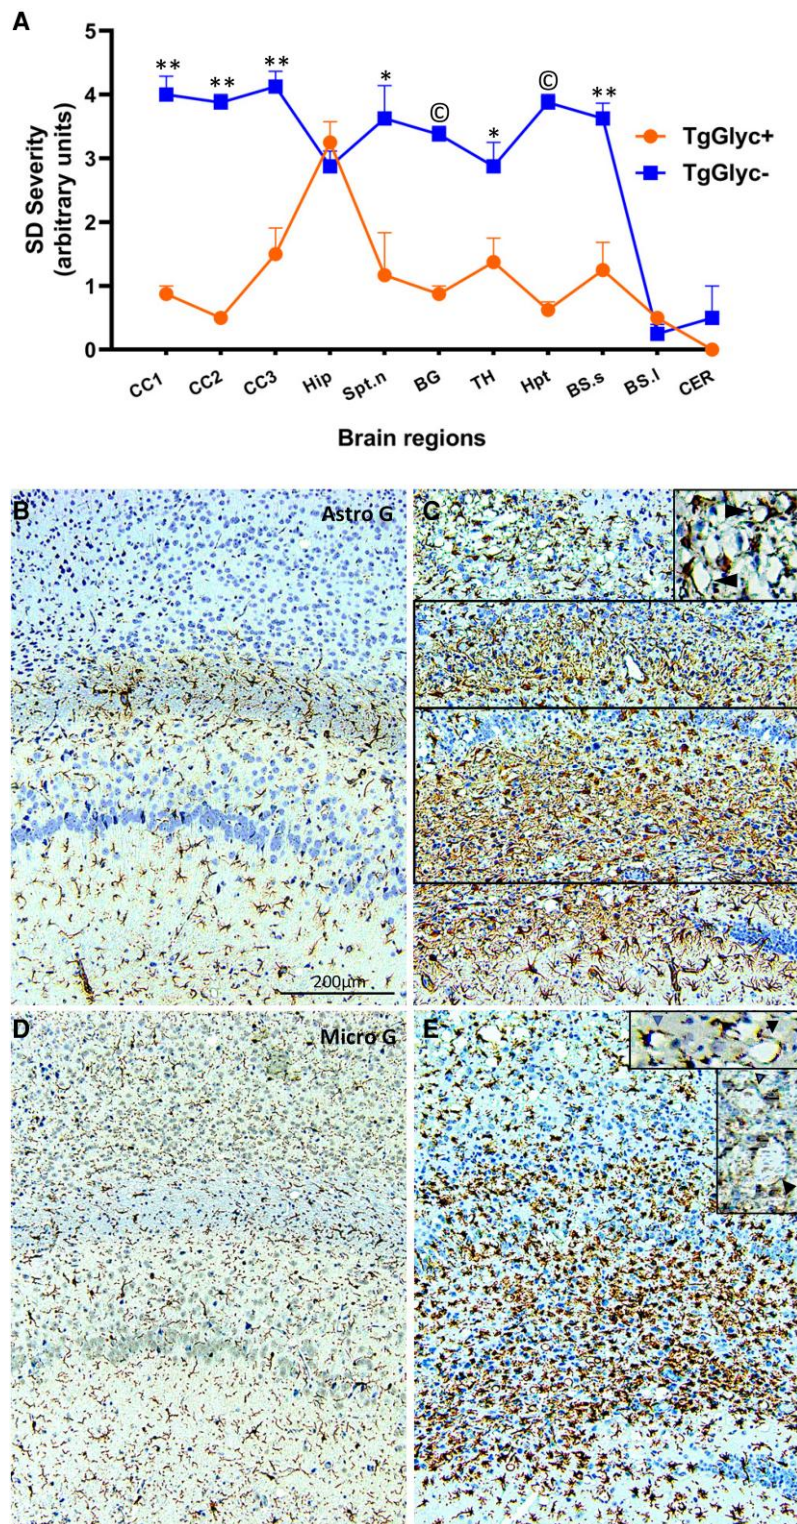 A
5
4
3
2
1
0
SD Severity
(arbitrary units)
** ** ** * © * © **
TgGlyc+
TgGlyc-
CC1 CC2 CC3 Hip Spt.n BG TH Hpt BS.s BS.l CER
Brain regions
B
Astro G
C
200µm
D
Micro G
E